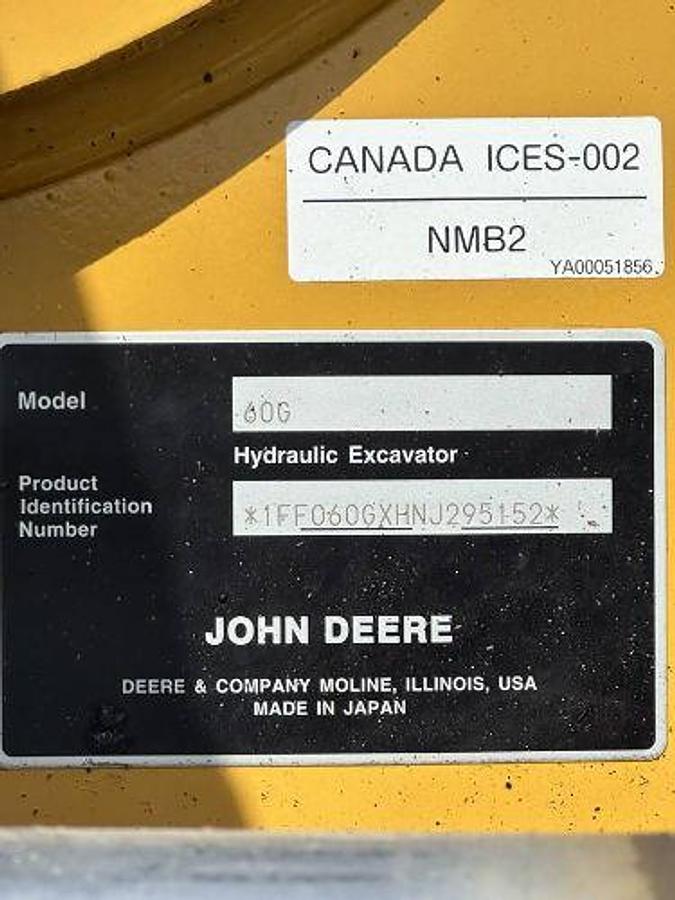 CANADA ICES-002
NMB2
YA00051856
Model
60G
Hydraulic Excavator
Product
Identification
Number
*1FF060GXHNJ295152*
JOHN DEERE
DEERE & COMPANY MOLINE, ILLINOIS, USA
MADE IN JAPAN